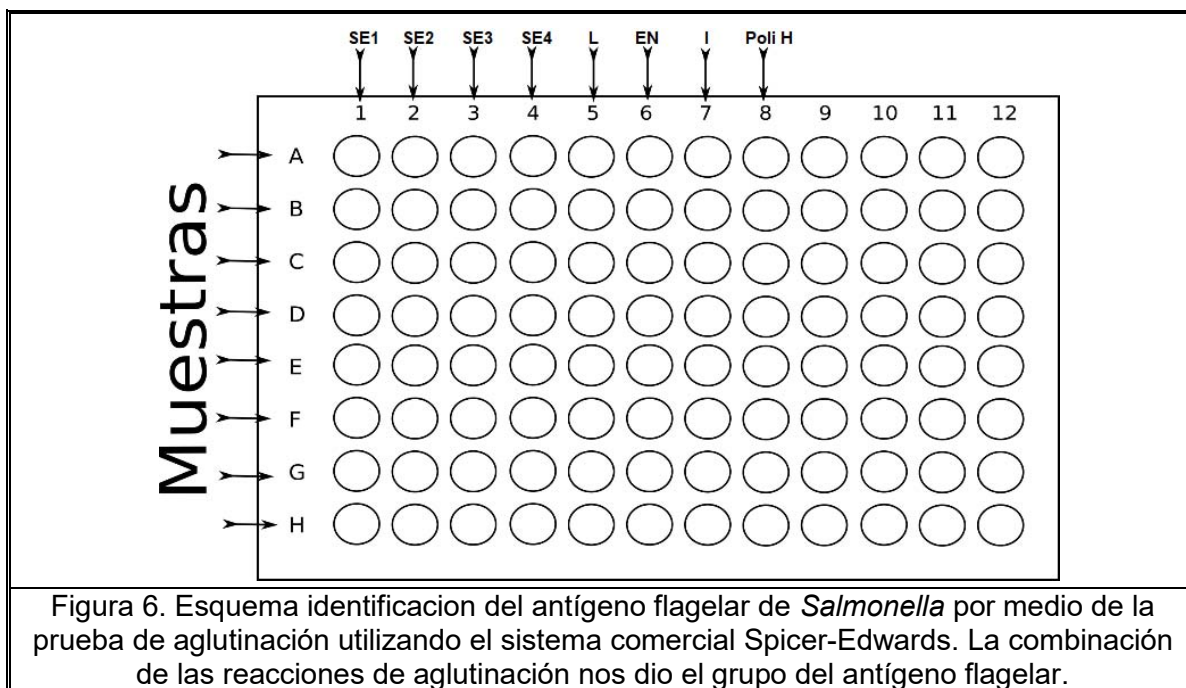 SE1 SE2 SE3 SE4 L EN I Poli H
1 2 3 4 5 6 7 8 9 10 11 12
Muestras
A
B
C
D
E
F
G
H
Figura 6. Esquema identificacion del antígeno flagelar de Salmonella por medio de la
prueba de aglutinación utilizando el sistema comercial Spicer-Edwards. La combinación
de las reacciones de aglutinación nos dio el grupo del antígeno flagelar.